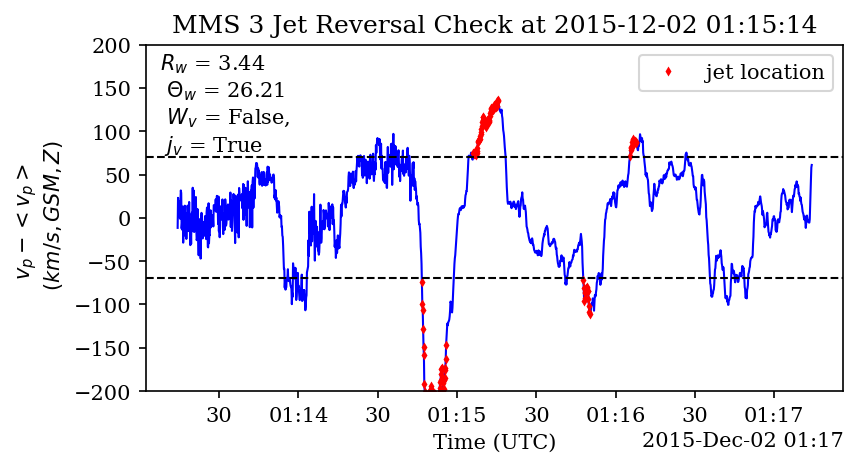 MMS 3 Jet Reversal Check at 2015-12-02 01:15:14
R_w = 3.44
Θ_w = 26.21
W_v = False,
j_v = True
jet location
v_p − < v_p >
(km/s, GSM, Z)
200
150
100
50
0
−50
−100
−150
−200
30 01:14 30 01:15 30 01:16 30 01:17
Time (UTC)
2015-Dec-02 01:17